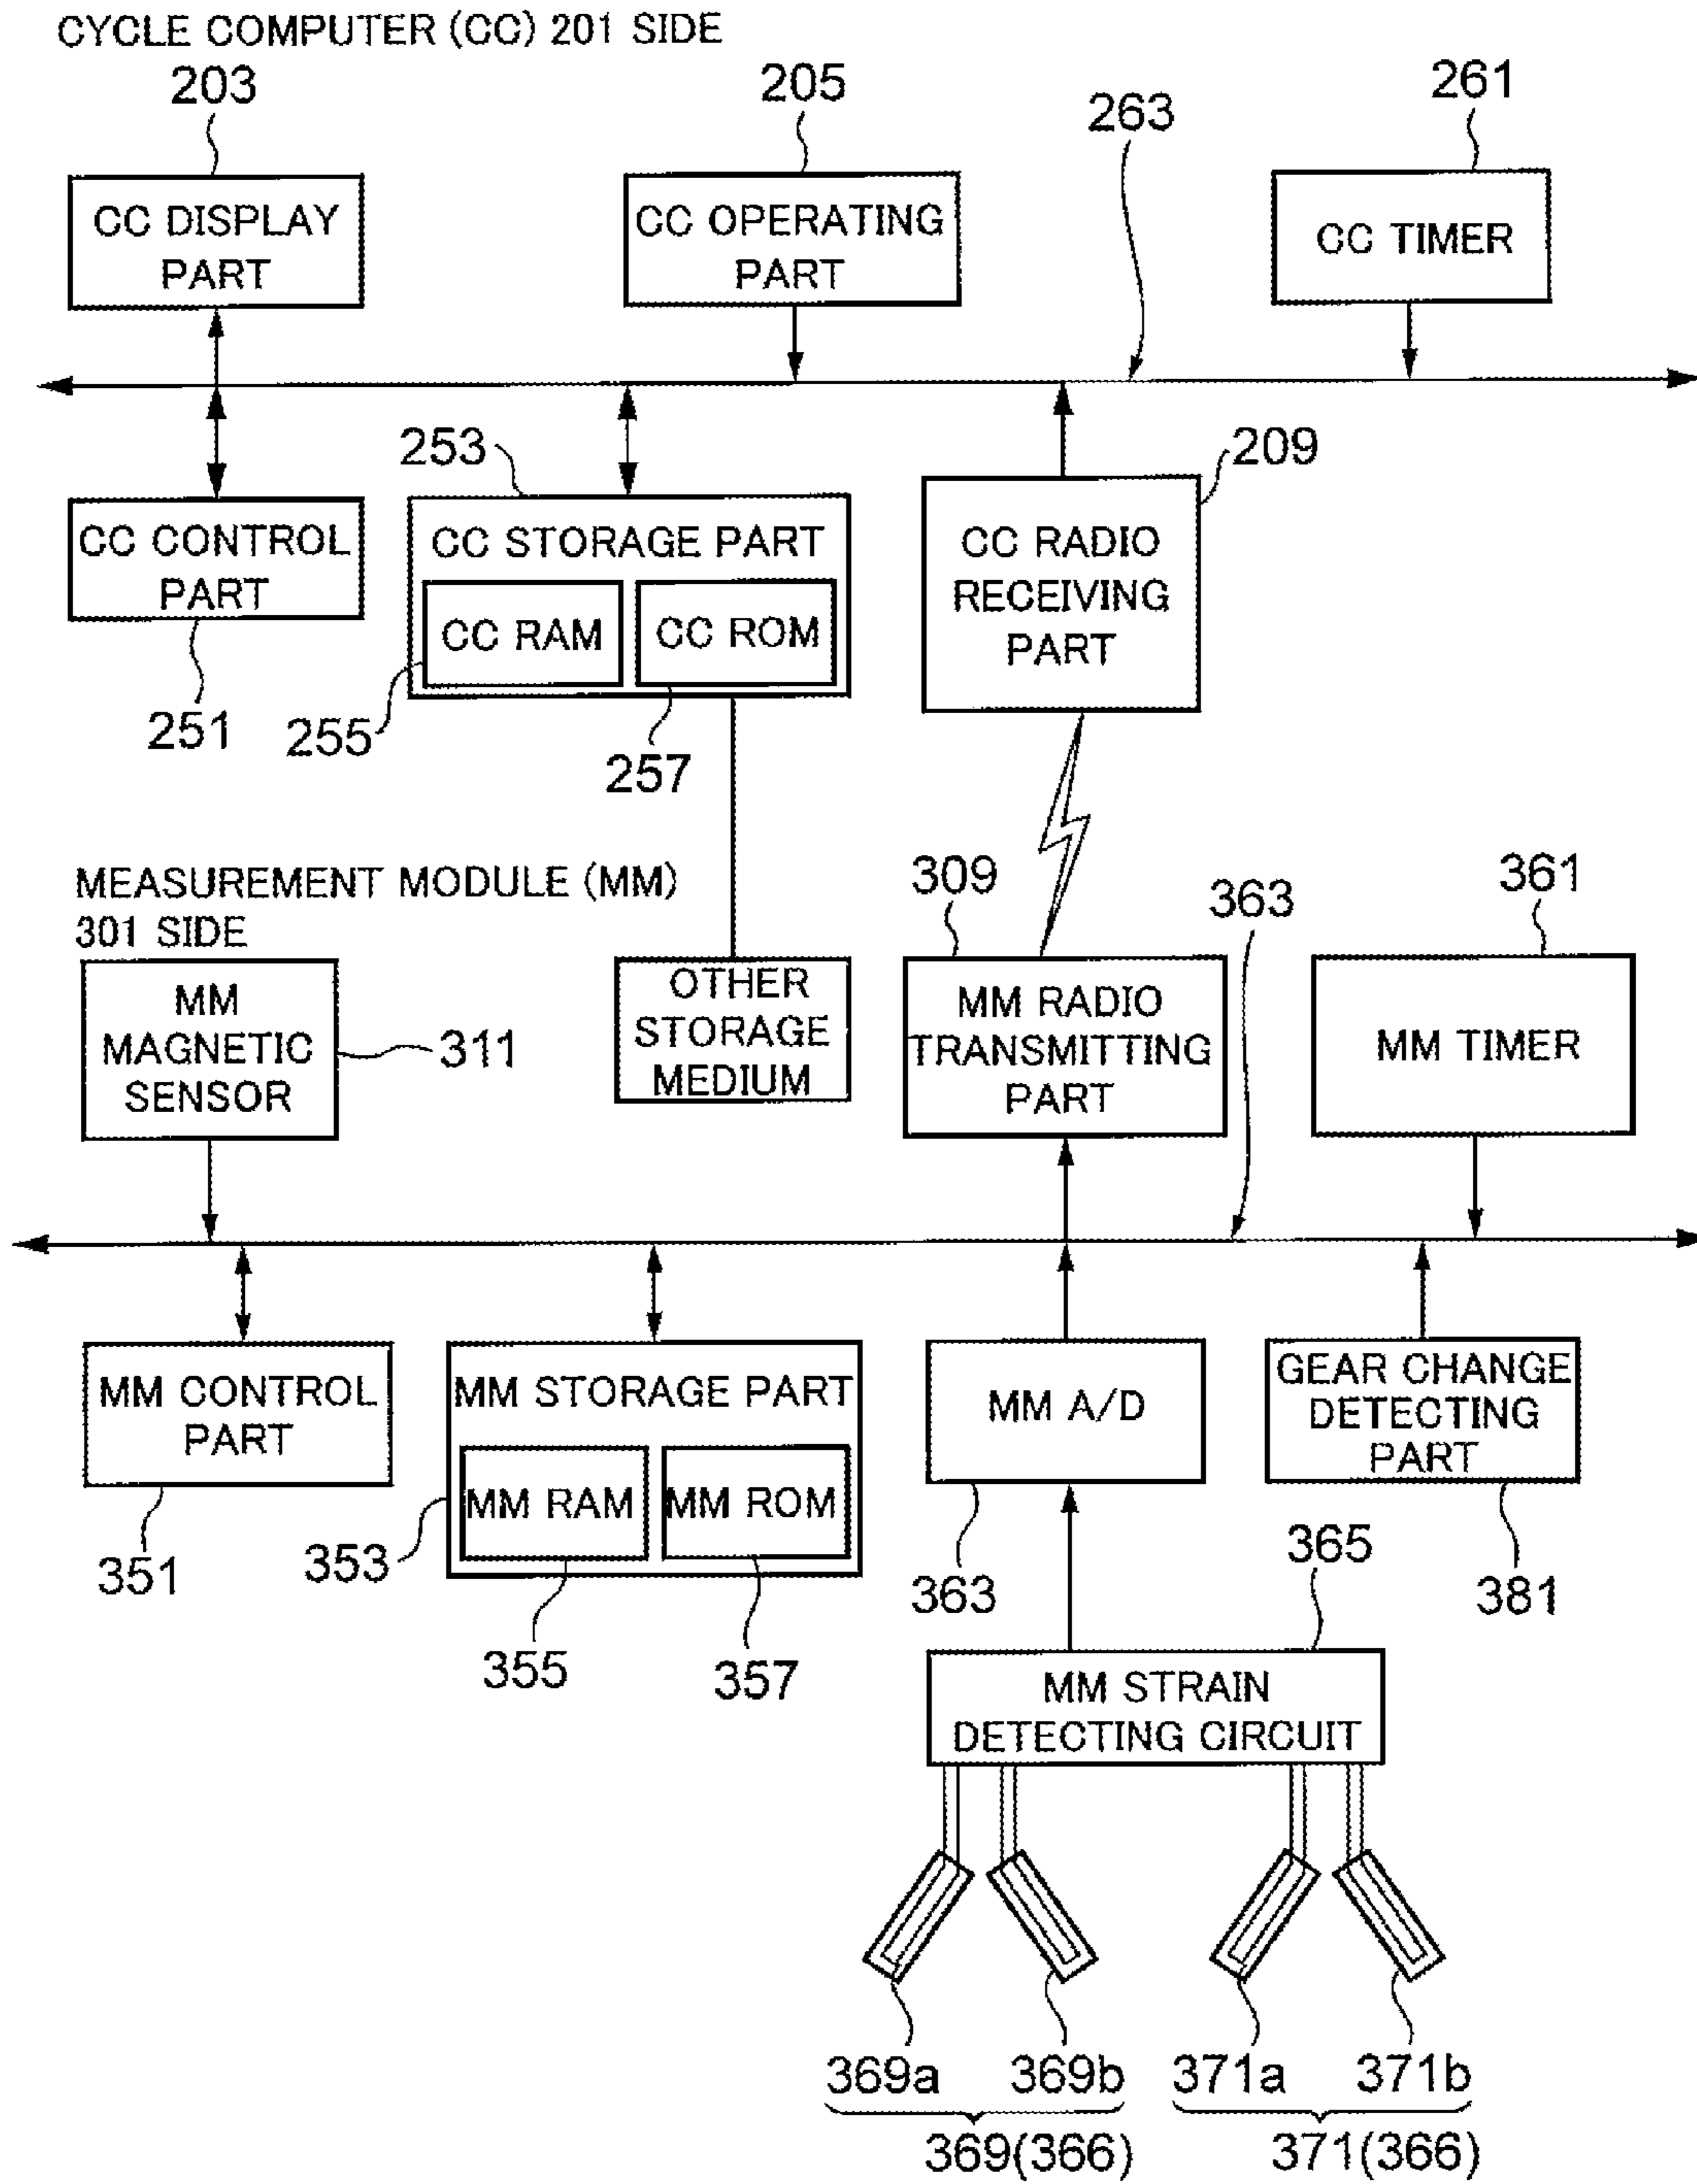 CYCLE COMPUTER (CC) 201 SIDE
203
205
261
263
CC DISPLAY
PART
CC OPERATING
PART
CC TIMER
253
209
CC CONTROL
PART
CC STORAGE PART
CC RAM
CC ROM
CC RADIO
RECEIVING
PART
251
255
257
MEASUREMENT MODULE (MM)
301 SIDE
309
363
361
MM
MAGNETIC
SENSOR
311
OTHER
STORAGE
MEDIUM
MM RADIO
TRANSMITTING
PART
MM TIMER
MM CONTROL
PART
MM STORAGE PART
MM RAM
MM ROM
MM A/D
GEAR CHANGE
DETECTING
PART
351
353
355
357
363
365
381
MM STRAIN
DETECTING CIRCUIT
369a
369b
371a
371b
369(366)
371(366)